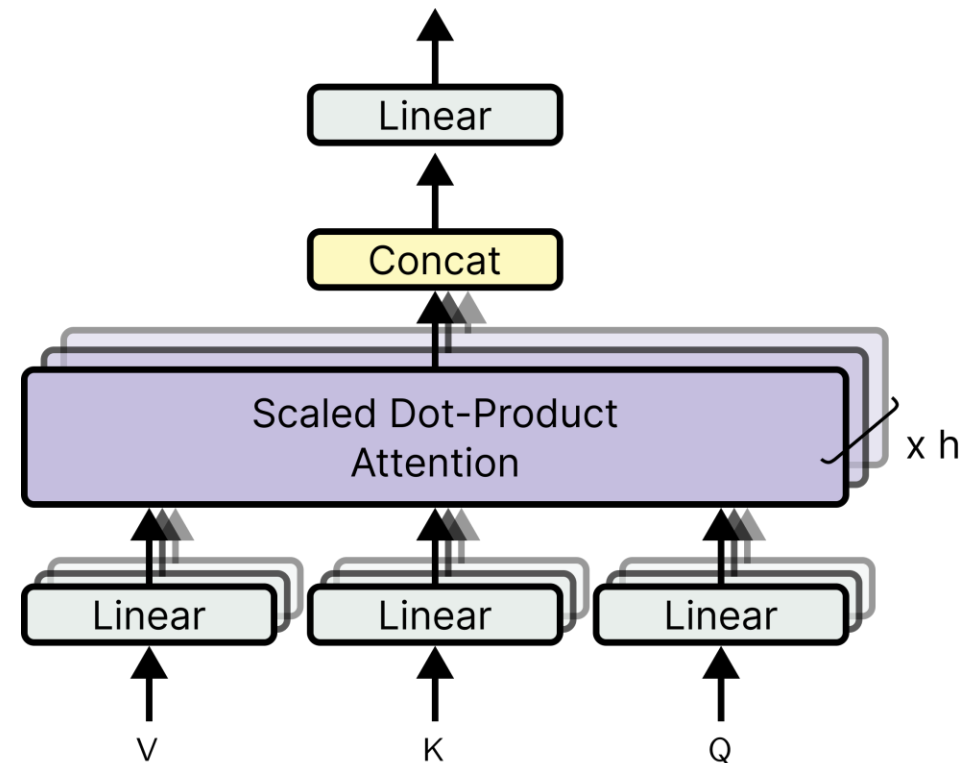 Linear
Concat
Scaled Dot-Product
Attention
x h
Linear
Linear
Linear
V
K
Q